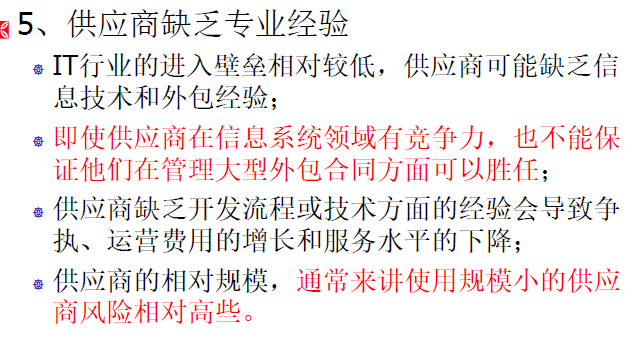 5、供应商缺乏专业经验
IT行业的进入壁垒相对较低，供应商可能缺乏信
息技术和外包经验；
即使供应商在信息系统领域有竞争力，也不能保
证他们在管理大型外包合同方面可以胜任；
供应商缺乏开发流程或技术方面的经验会导致争
执、运营费用的增长和服务水平的下降；
供应商的相对规模，通常来讲使用规模小的供应
商风险相对高些。